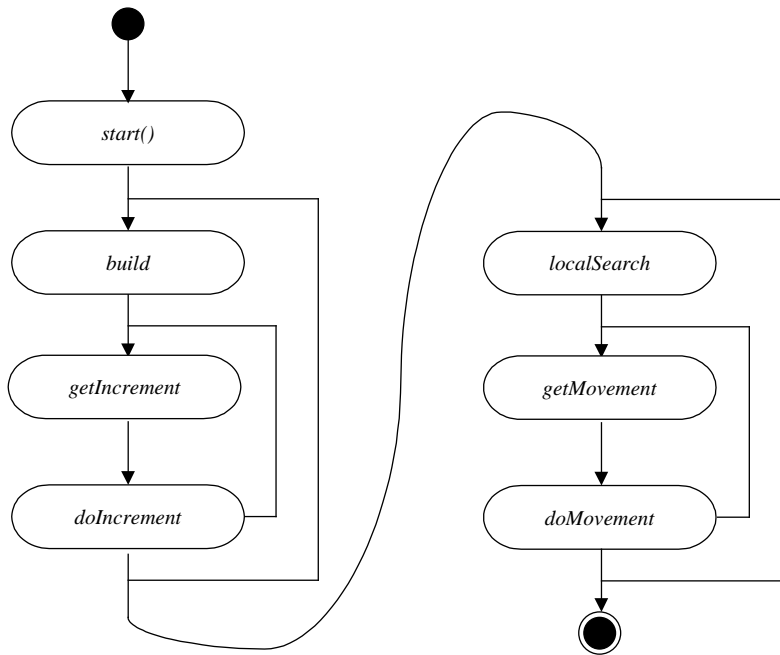 start()
build
getIncrement
doIncrement
localSearch
getMovement
doMovement